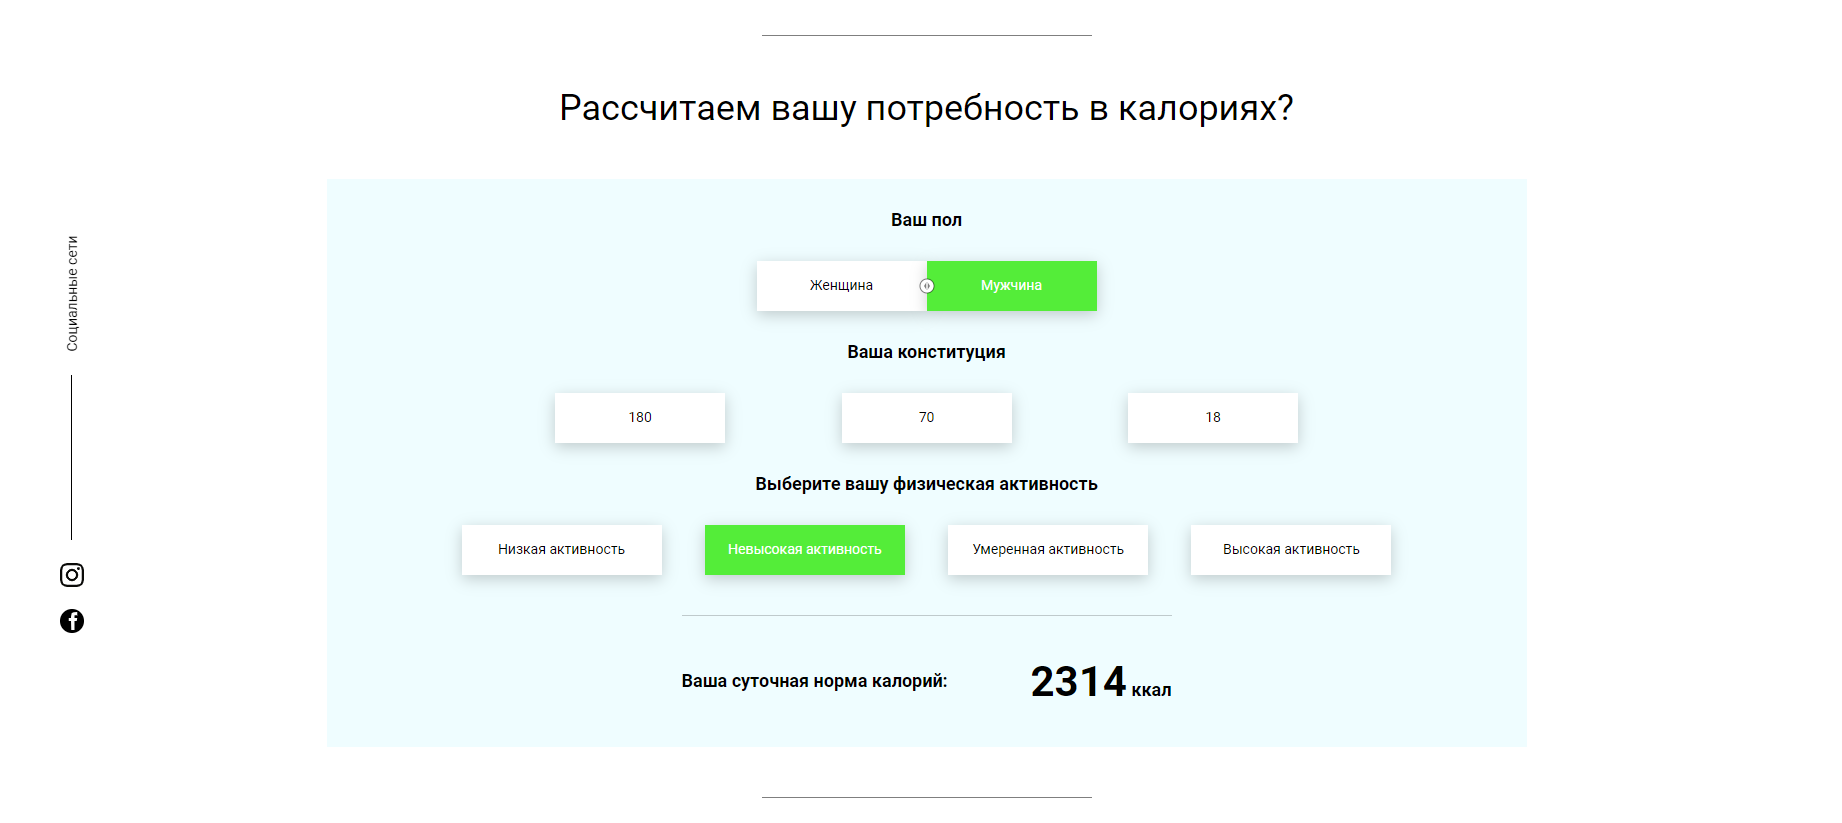 Рассчитаем вашу потребность в калориях?
Социальные сети
Ваш пол
Женщина Мужчина
Ваша конституция
180 70 18
Выберите вашу физическая активность
Низкая активность Невысокая активность Умеренная активность Высокая активность
Ваша суточная норма калорий: 2314 ккал